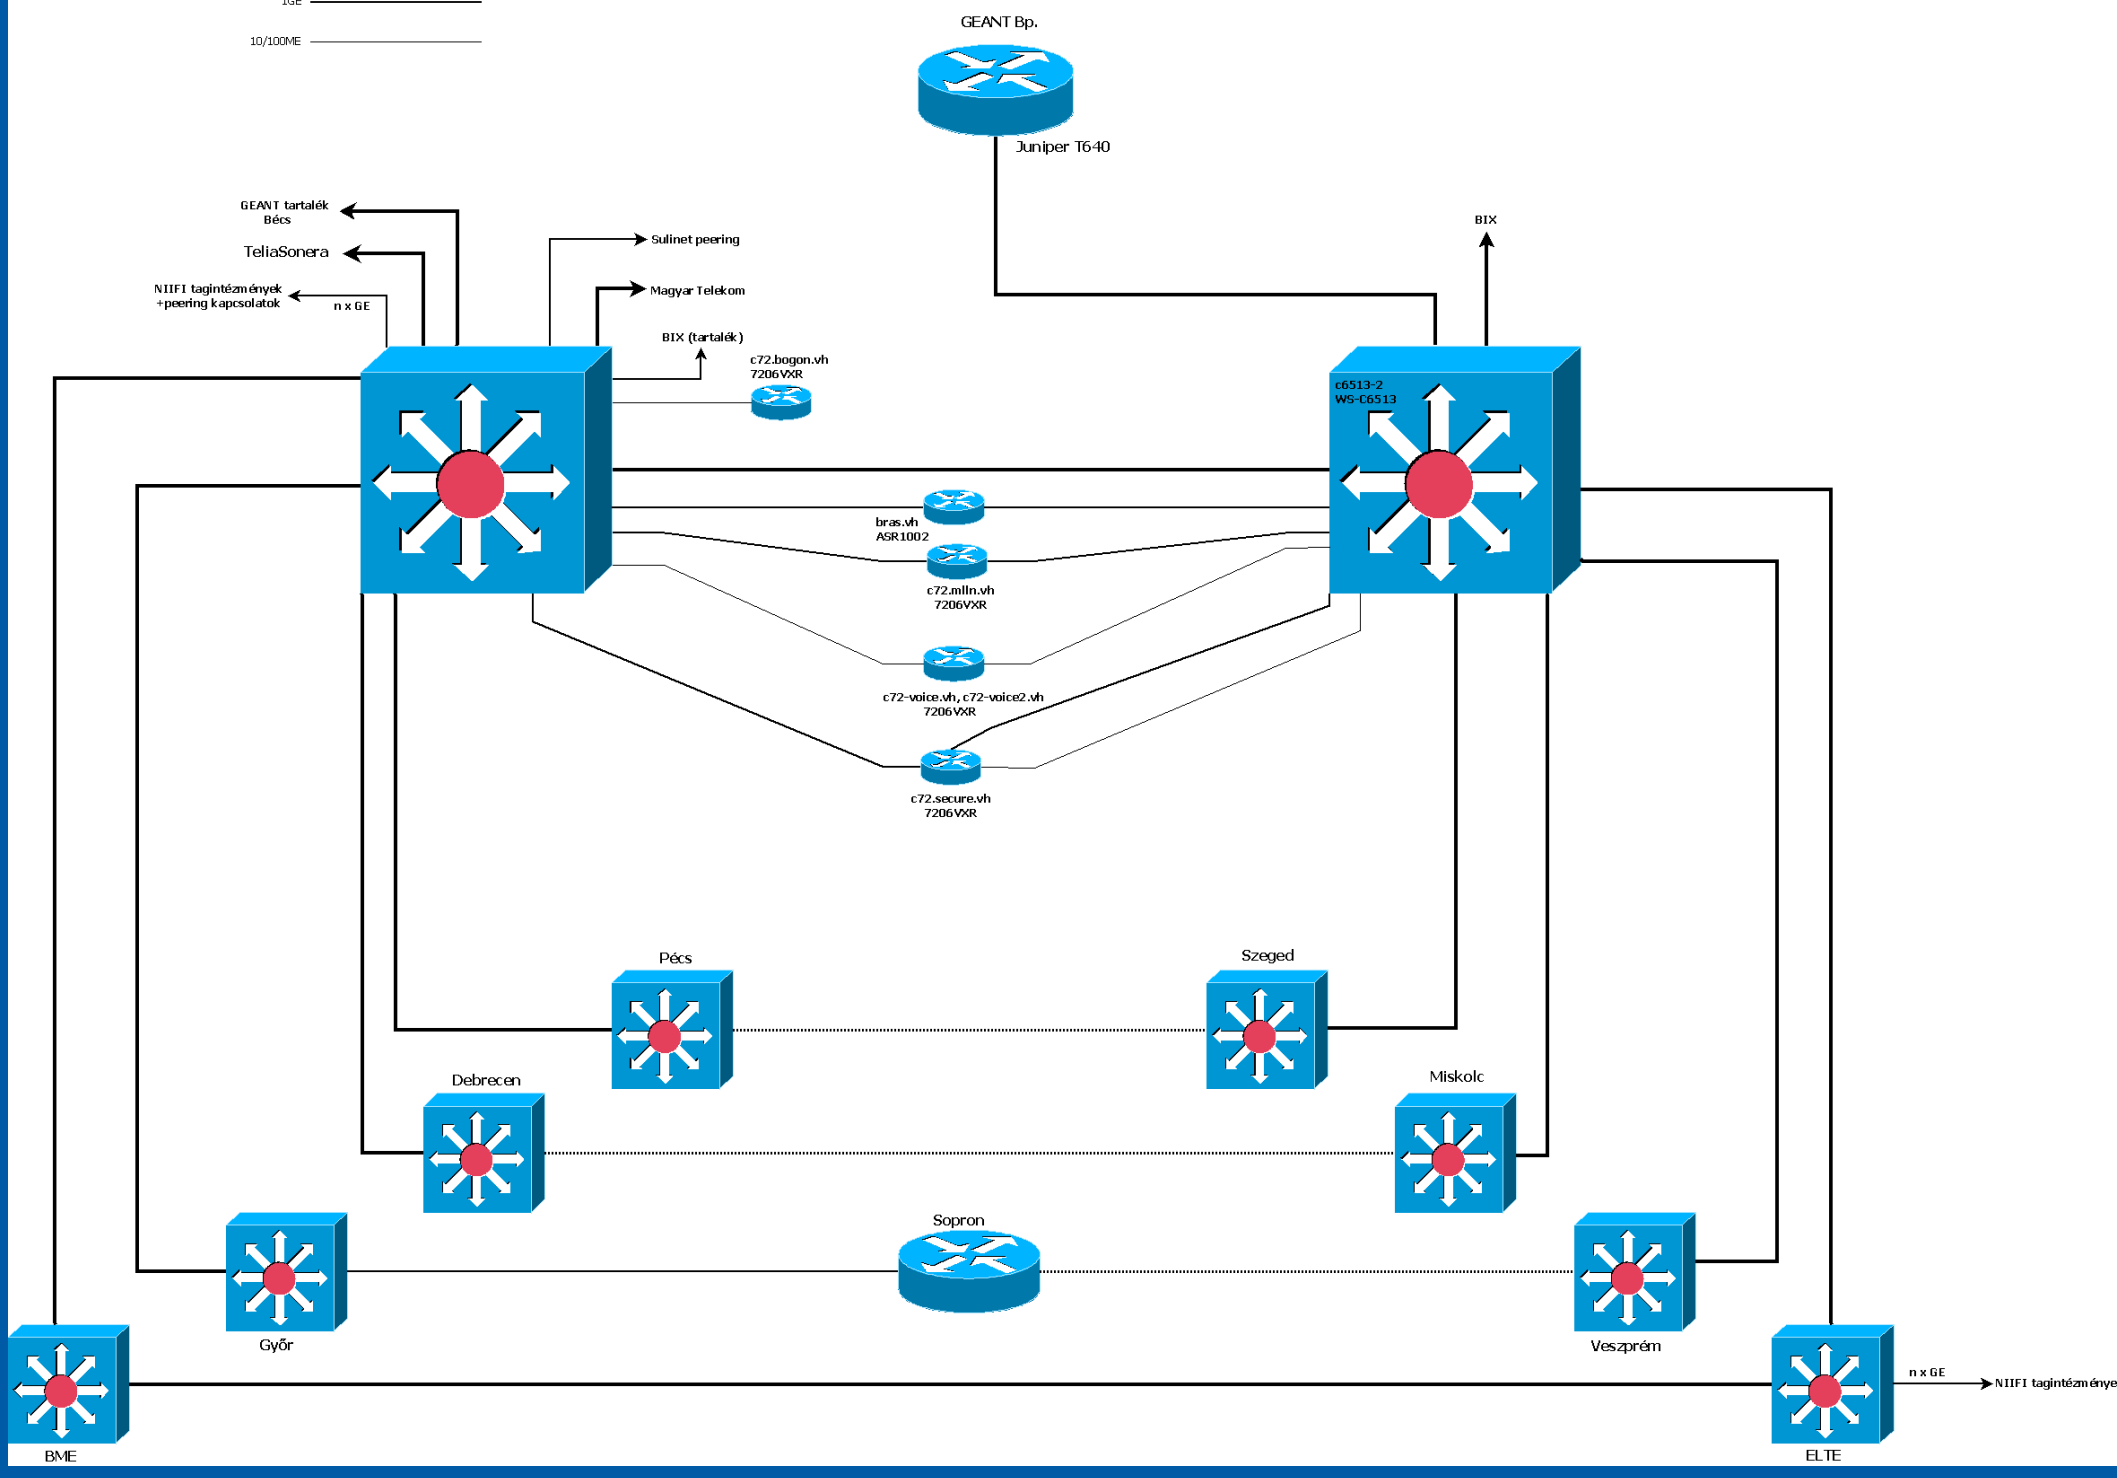 1GE
10/100ME
GEANT Bp.
Juniper T640
GEANT tartalék
Bécs
TeliaSonera
NIIFI tagintézmények
+peering kapcsolatok
n x GE
Sulinet peering
Magyar Telekom
BIX (tartalék)
c72.bogon.vh
7206VXR
BIX
c6513-2
WS-C6513
bras.vh
ASR1002
c72.mlln.vh
7206VXR
c72-voice.vh, c72-voice2.vh
7206VXR
c72.secure.vh
7206VXR
Pécs
Szeged
Debrecen
Miskolc
Sopron
Győr
Veszprém
n x GE
NIIFI tagintézménye
BME
ELTE